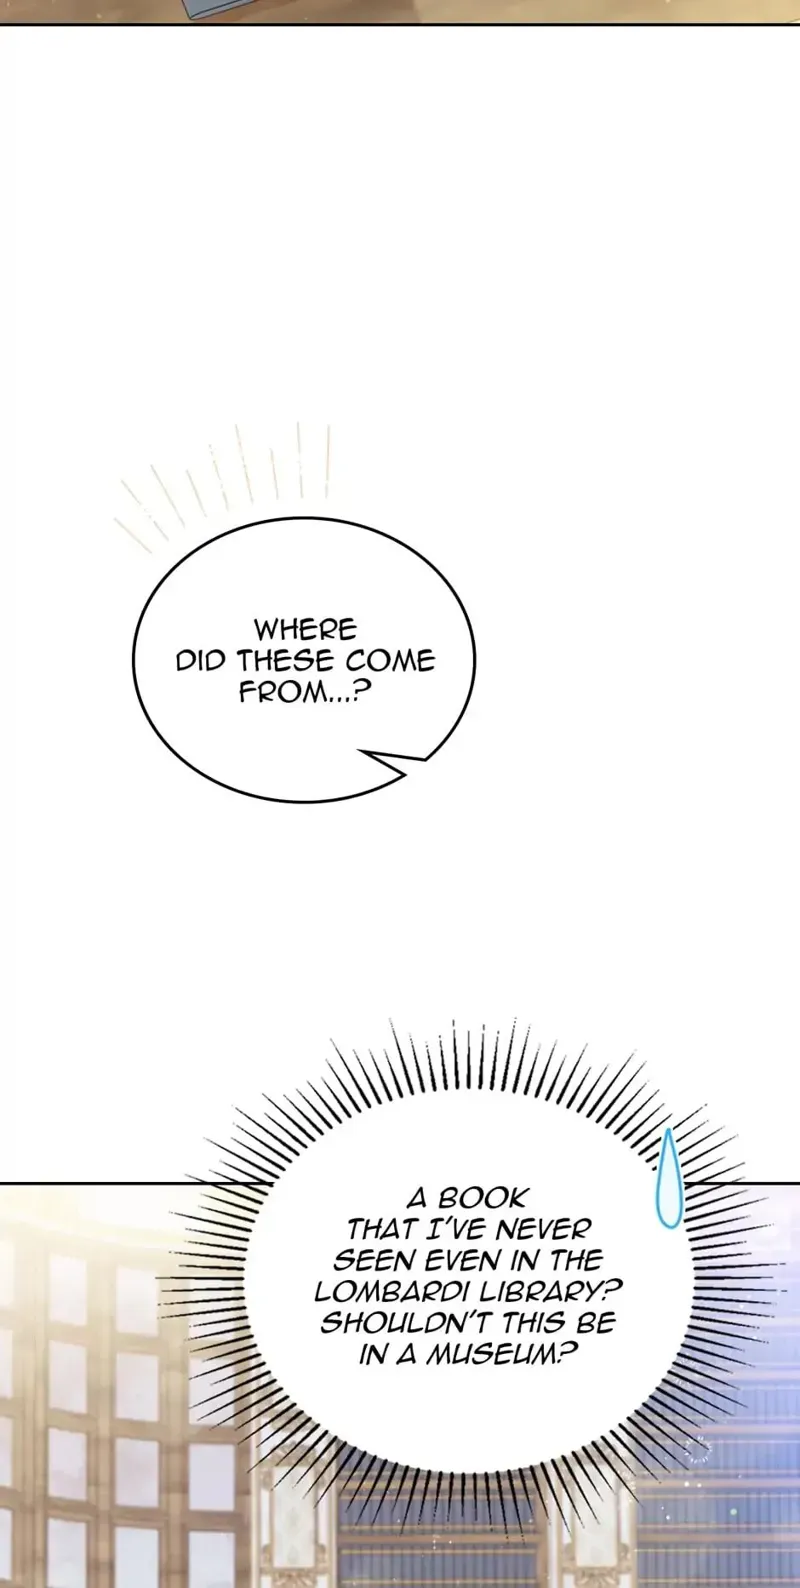 WHERE
DID THESE COME
FROM...?
A BOOK
THAT I'VE NEVER
SEEN EVEN IN THE
LOMBARDI LIBRARY?
SHOULDN'T THIS BE
IN A MUSEUM?